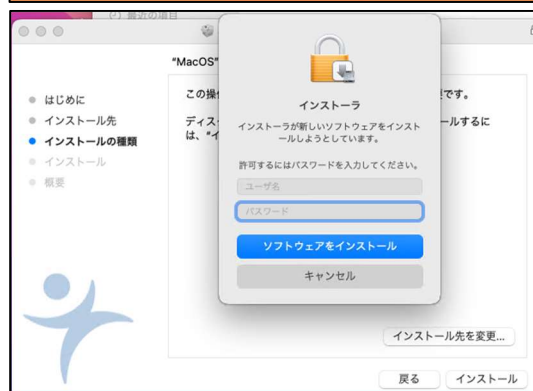 最近の項目
"MacOS"
はじめに
インストール先
インストールの種類
インストール
概要
この操
です。
ディス
ールするに
は、"イ
インストーラ
インストーラが新しいソフトウェアをインスト
ールしようとしています。
許可するにはパスワードを入力してください。
ユーザ名
パスワード
ソフトウェアをインストール
キャンセル
インストール先を変更...
戻る
インストール